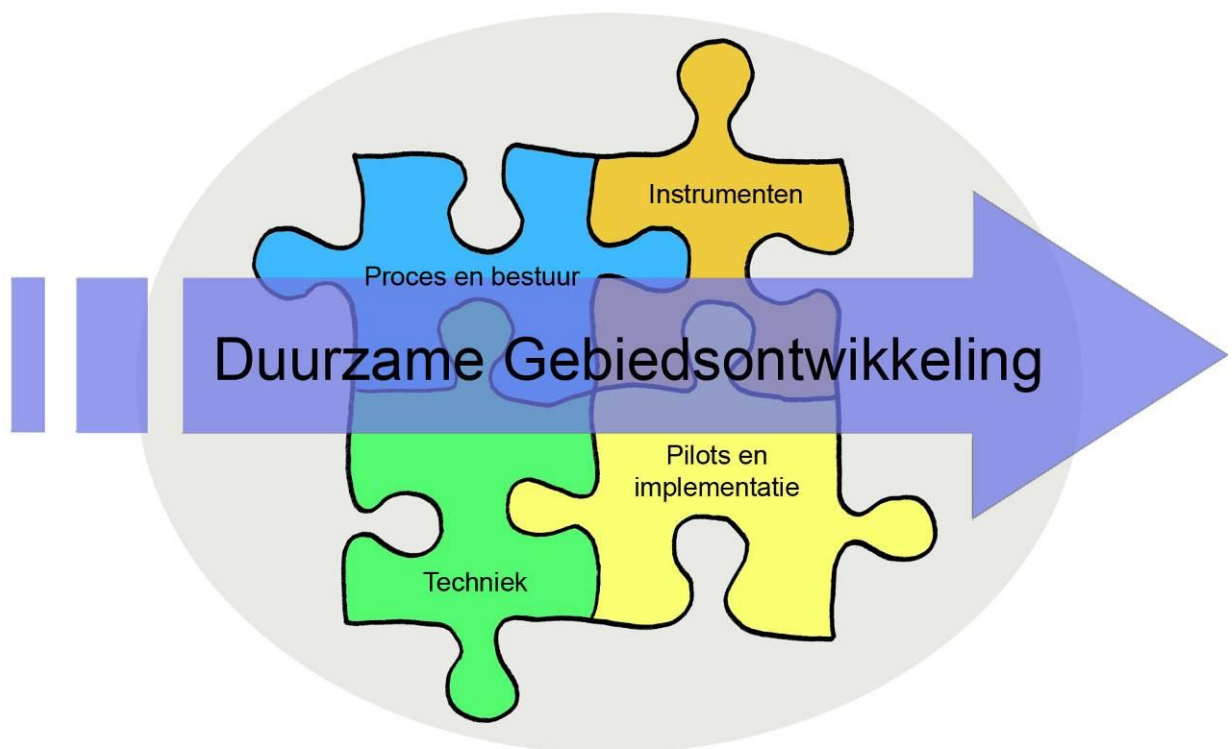 Instrumenten
Proces en bestuur
Duurzame Gebiedsontwikkeling
Pilots en
implementatie
Techniek